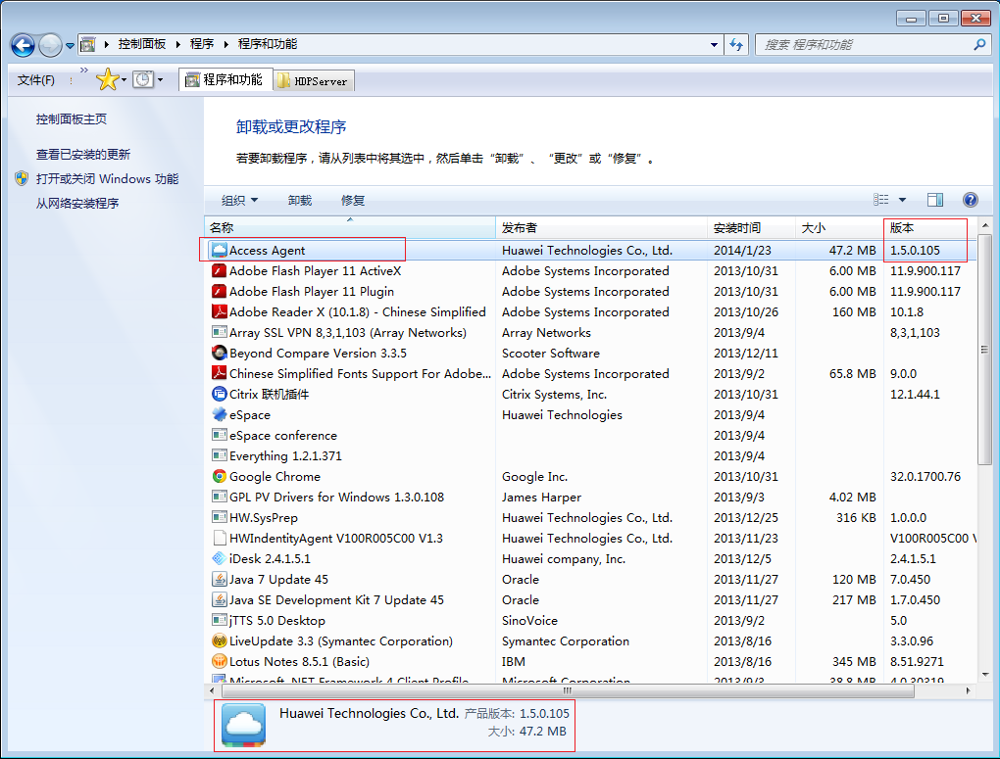 控制面板 程序 程序和功能 搜索 程序和功能
文件(F) » 程序和功能 HDPServer
控制面板主页
查看已安装的更新
打开或关闭 Windows 功能
从网络安装程序
卸载或更改程序
若要卸载程序，请从列表中将其选中，然后单击“卸载”、“更改”或“修复”。
组织 卸载 修复
名称 发布者 安装时间 大小 版本
Access Agent Huawei Technologies Co., Ltd. 2014/1/23 47.2 MB 1.5.0.105
Adobe Flash Player 11 ActiveX Adobe Systems Incorporated 2013/10/31 6.00 MB 11.9.900.117
Adobe Flash Player 11 Plugin Adobe Systems Incorporated 2013/10/31 6.00 MB 11.9.900.117
Adobe Reader X (10.1.8) - Chinese Simplified Adobe Systems Incorporated 2013/10/26 160 MB 10.1.8
Array SSL VPN 8,3,1,103 (Array Networks) Array Networks 2013/9/4 8,3,1,103
Beyond Compare Version 3.3.5 Scooter Software 2013/12/11
Chinese Simplified Fonts Support For Adobe... Adobe Systems Incorporated 2013/9/2 65.8 MB 9.0.0
Citrix 联机插件 Citrix Systems, Inc. 2013/10/31 12.1.44.1
eSpace Huawei Technologies 2013/9/4
eSpace conference 2013/9/4
Everything 1.2.1.371 2013/9/4
Google Chrome Google Inc. 2013/10/31 32.0.1700.76
GPL PV Drivers for Windows 1.3.0.108 James Harper 2013/9/3 4.02 MB
HW.SysPrep Huawei Technologies Co., Ltd. 2013/12/25 316 KB 1.0.0.0
HWIndentityAgent V100R005C00 V1.3 Huawei Technologies Co., Ltd. 2013/11/23 V100R005C00 V
iDesk 2.4.1.5.1 Huawei company, Inc. 2013/12/5 2.4.1.5.1
Java 7 Update 45 Oracle 2013/11/27 120 MB 7.0.450
Java SE Development Kit 7 Update 45 Oracle 2013/11/27 217 MB 1.7.0.450
jTTS 5.0 Desktop SinoVoice 2013/9/2 5.0
LiveUpdate 3.3 (Symantec Corporation) Symantec Corporation 2013/8/16 3.3.0.96
Lotus Notes 8.5.1 (Basic) IBM 2013/8/16 345 MB 8.51.9271
Microsoft .NET Framework 4 Client Profile Microsoft Corporation 2013/9/3 38.8 MB 4.0.30319
Huawei Technologies Co., Ltd. 产品版本: 1.5.0.105
大小: 47.2 MB